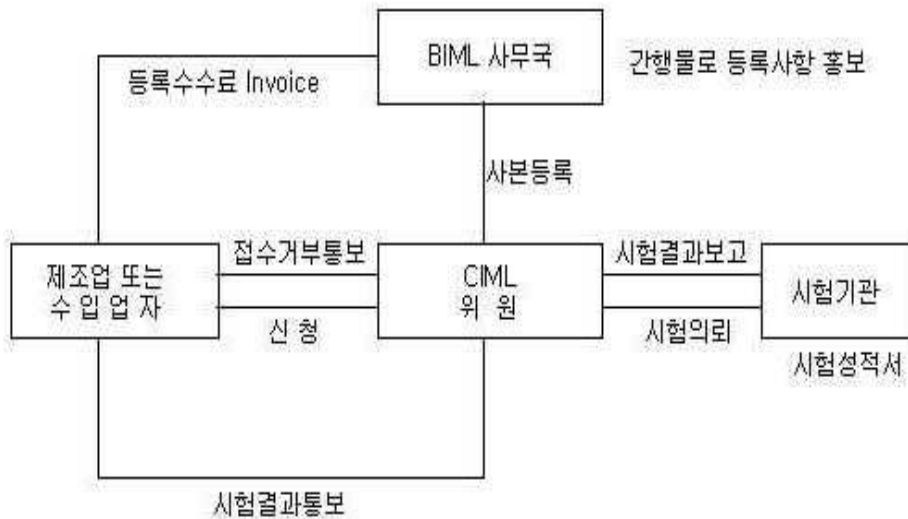 BIML 사무국
간행물로 등록사항 홍보
등록수수료 Invoice
사본등록
접수거부통보
시험결과보고
제조업 또는
수 입 업 자
CIML
위 원
시험기관
신 청
시험의뢰
시험성적서
시험결과통보